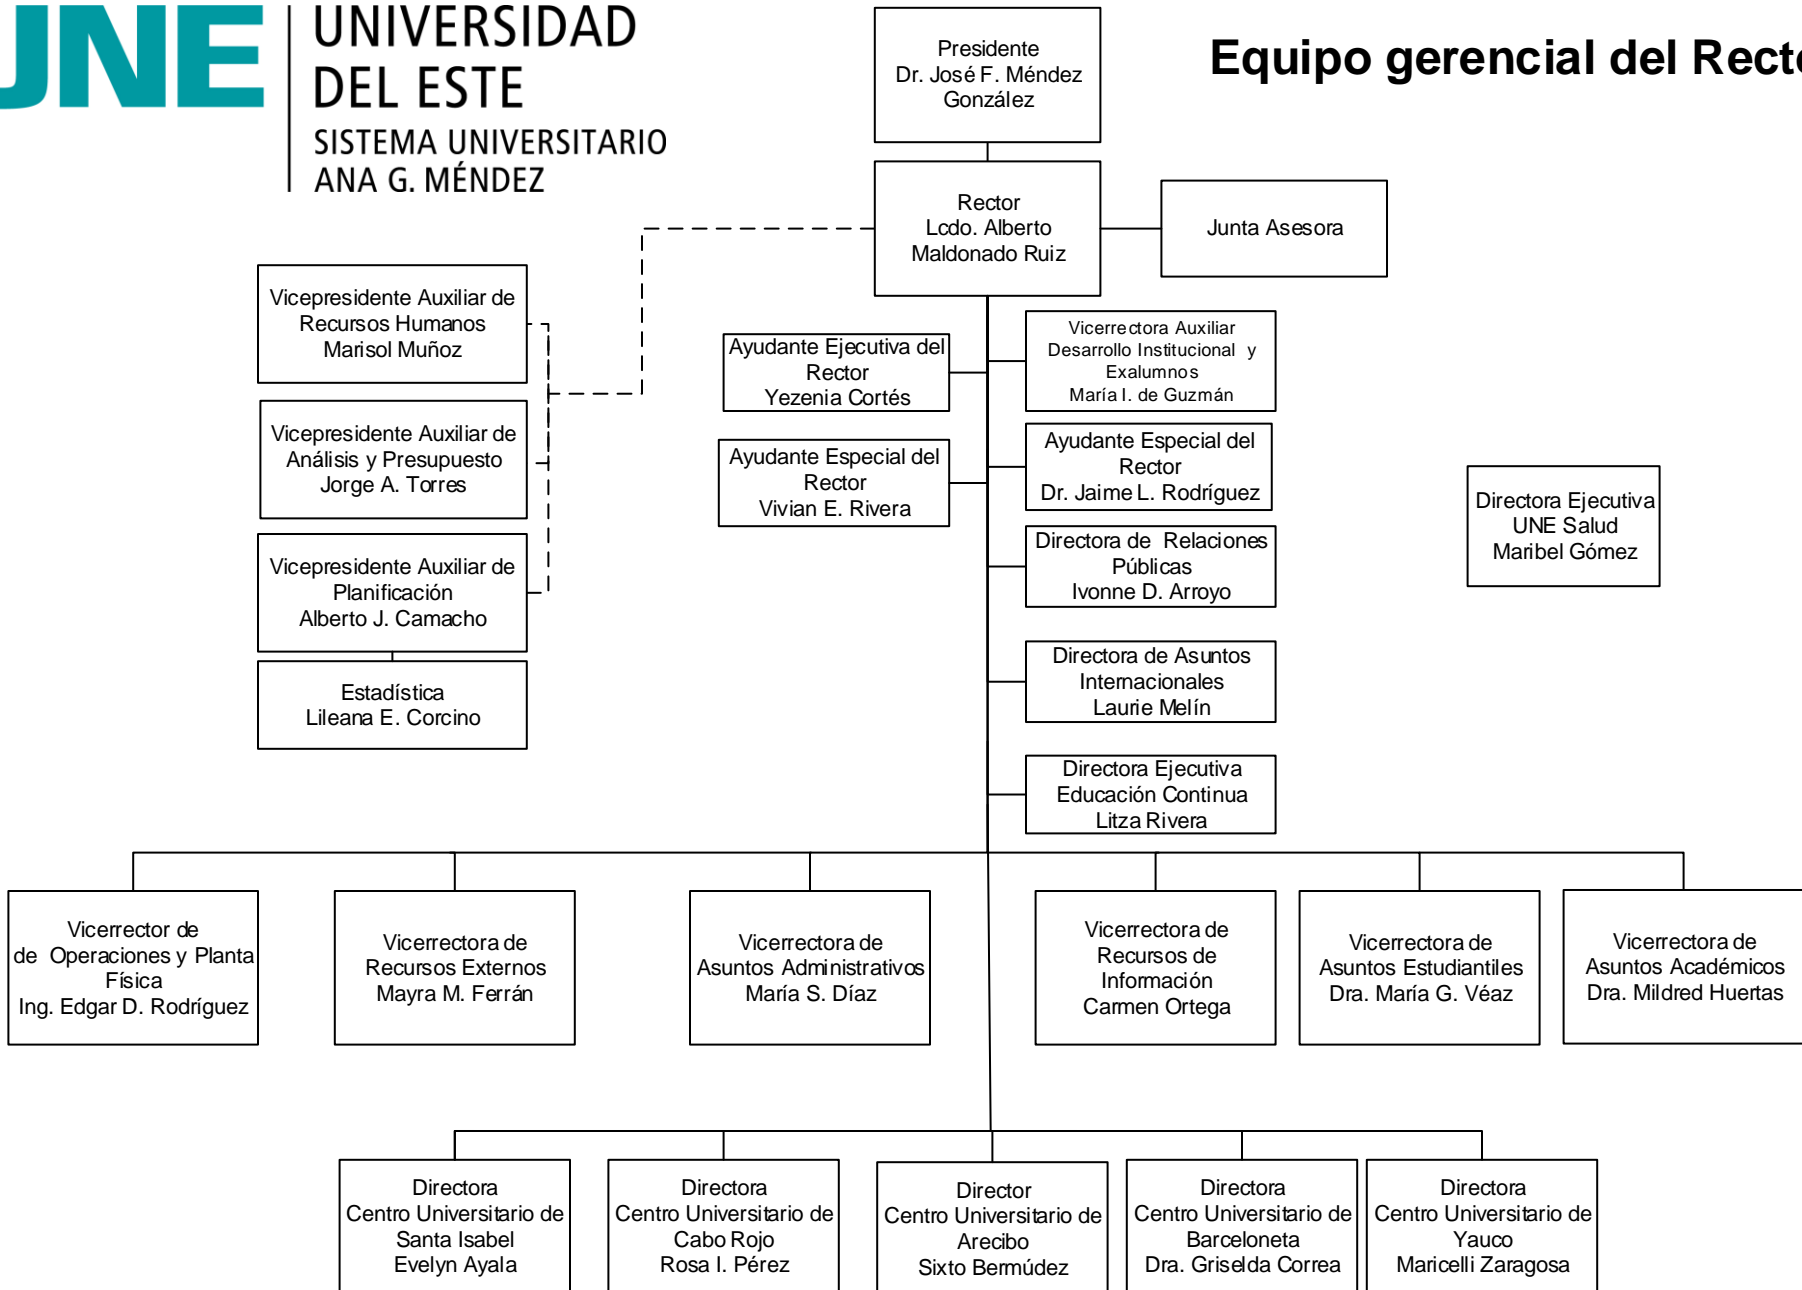 UNE
UNIVERSIDAD
DEL ESTE
SISTEMA UNIVERSITARIO
ANA G. MÉNDEZ
Equipo gerencial del Recto
Presidente
Dr. José F. Méndez
González
Rector
Lcdo. Alberto
Maldonado Ruiz
Junta Asesora
Vicepresidente Auxiliar de
Recursos Humanos
Marisol Muñoz
Vicepresidente Auxiliar de
Análisis y Presupuesto
Jorge A. Torres
Vicepresidente Auxiliar de
Planificación
Alberto J. Camacho
Estadística
Lileana E. Corcino
Ayudante Ejecutiva del
Rector
Yezenia Cortés
Vicerrectora Auxiliar
Desarrollo Institucional y
Exalumnos
María I. de Guzmán
Ayudante Especial del
Rector
Vivian E. Rivera
Ayudante Especial del
Rector
Dr. Jaime L. Rodríguez
Directora de Relaciones
Públicas
Ivonne D. Arroyo
Directora de Asuntos
Internacionales
Laurie Melín
Directora Ejecutiva
Educación Continua
Litza Rivera
Directora Ejecutiva
UNE Salud
Maribel Gómez
Vicerrector de
de Operaciones y Planta
Física
Ing. Edgar D. Rodríguez
Vicerrectora de
Recursos Externos
Mayra M. Ferrán
Vicerrectora de
Asuntos Administrativos
María S. Díaz
Vicerrectora de
Recursos de
Información
Carmen Ortega
Vicerrectora de
Asuntos Estudiantiles
Dra. María G. Véaz
Vicerrectora de
Asuntos Académicos
Dra. Mildred Huertas
Directora
Centro Universitario de
Santa Isabel
Evelyn Ayala
Directora
Centro Universitario de
Cabo Rojo
Rosa I. Pérez
Director
Centro Universitario de
Arecibo
Sixto Bermúdez
Directora
Centro Universitario de
Barceloneta
Dra. Griselda Correa
Directora
Centro Universitario de
Yauco
Maricelli Zaragosa